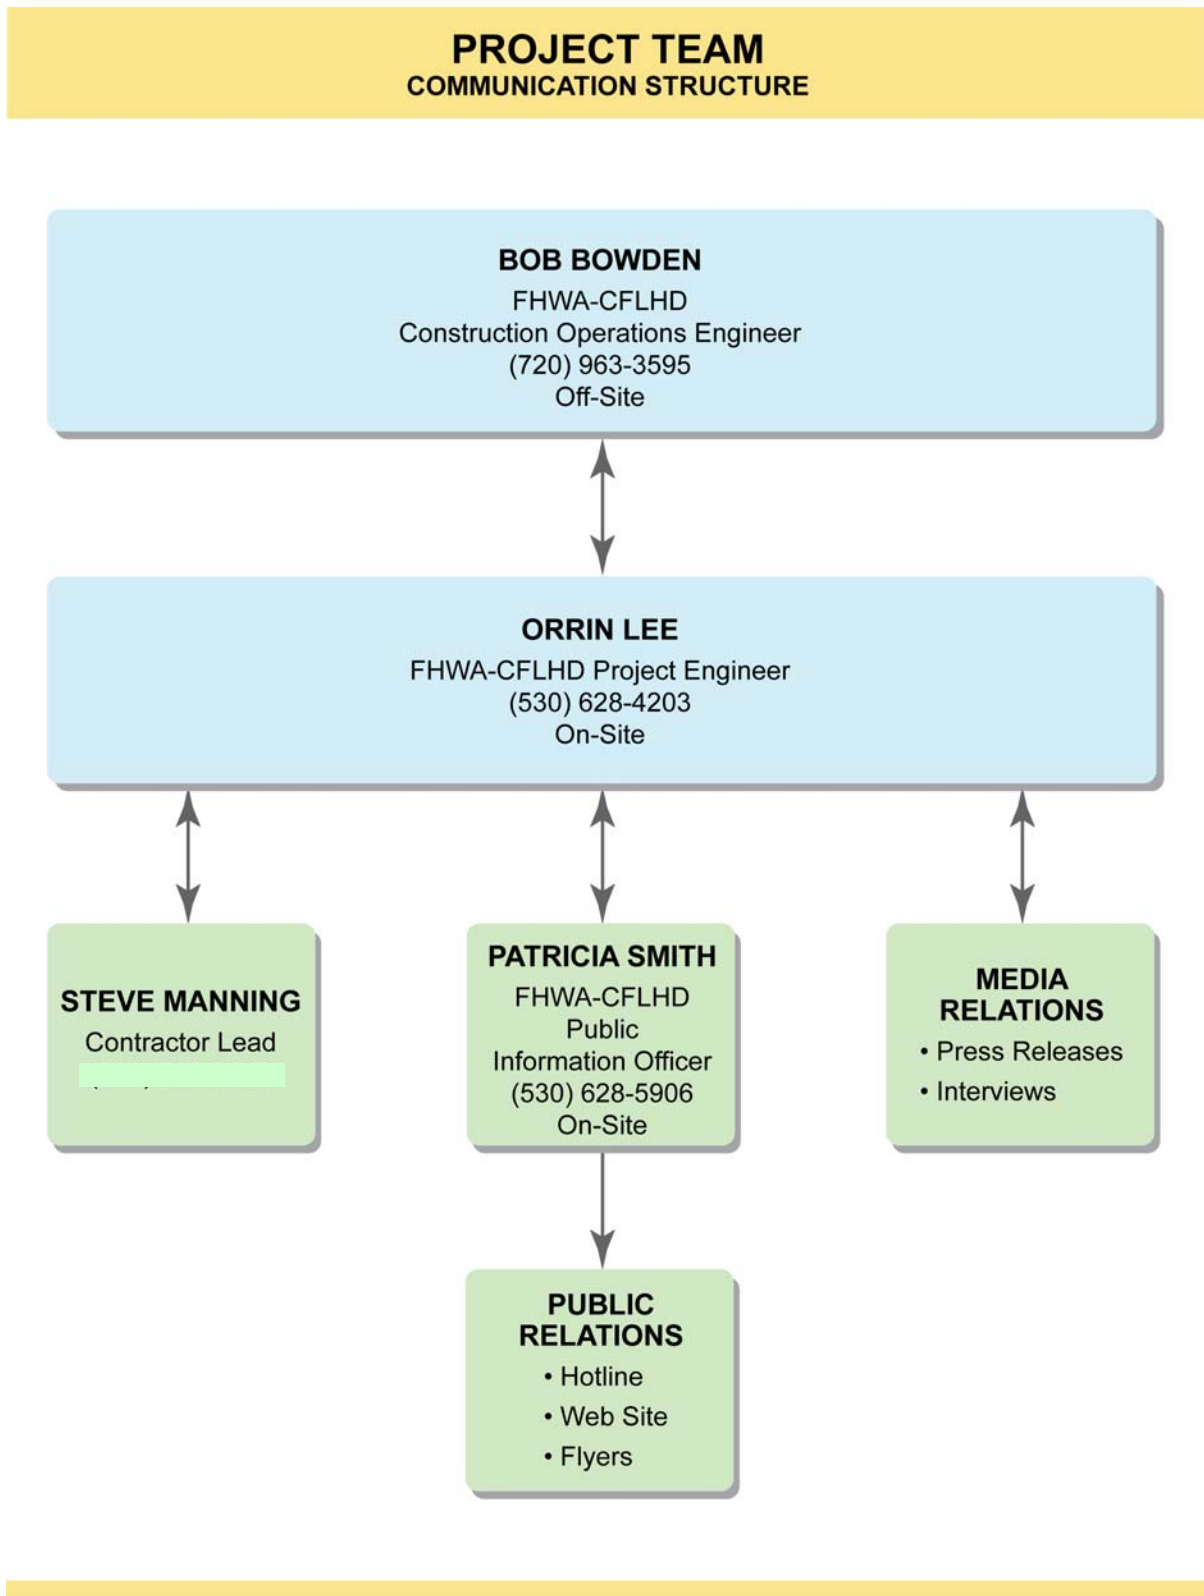 PROJECT TEAM
COMMUNICATION STRUCTURE
BOB BOWDEN
FHWA-CFLHD
Construction Operations Engineer
(720) 963-3595
Off-Site
ORRIN LEE
FHWA-CFLHD Project Engineer
(530) 628-4203
On-Site
STEVE MANNING
Contractor Lead
PATRICIA SMITH
FHWA-CFLHD
Public
Information Officer
(530) 628-5906
On-Site
MEDIA
RELATIONS
• Press Releases
• Interviews
PUBLIC
RELATIONS
• Hotline
• Web Site
• Flyers